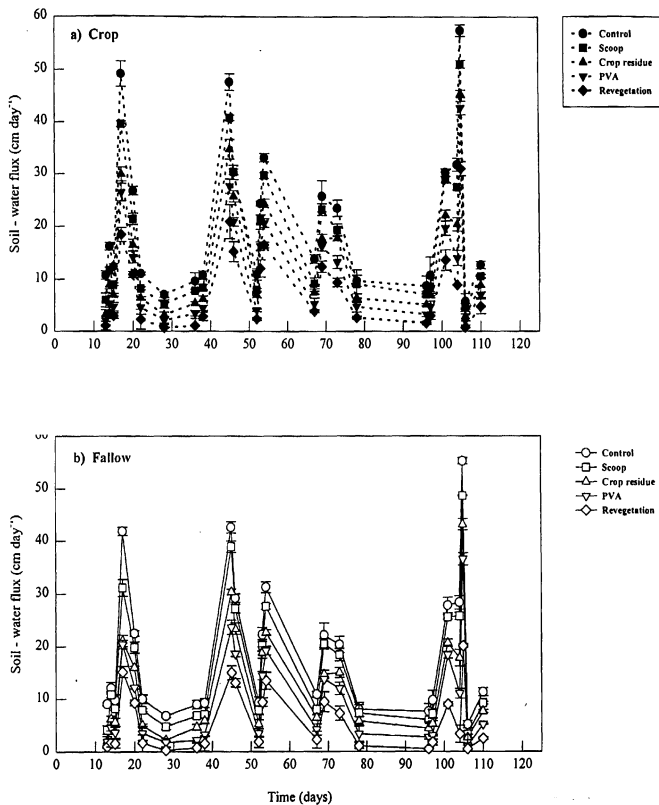 60
a) Crop
50
40
30
20
10
0
Soil - water flux (cm day⁻¹)
0 10 20 30 40 50 60 70 80 90 100 110 120
Control
Scoop
Crop residue
PVA
Revegetation
60
b) Fallow
50
40
30
20
10
0
Soil - water flux (cm day⁻¹)
0 10 20 30 40 50 60 70 80 90 100 110 120
Time (days)
Control
Scoop
Crop residue
PVA
Revegetation